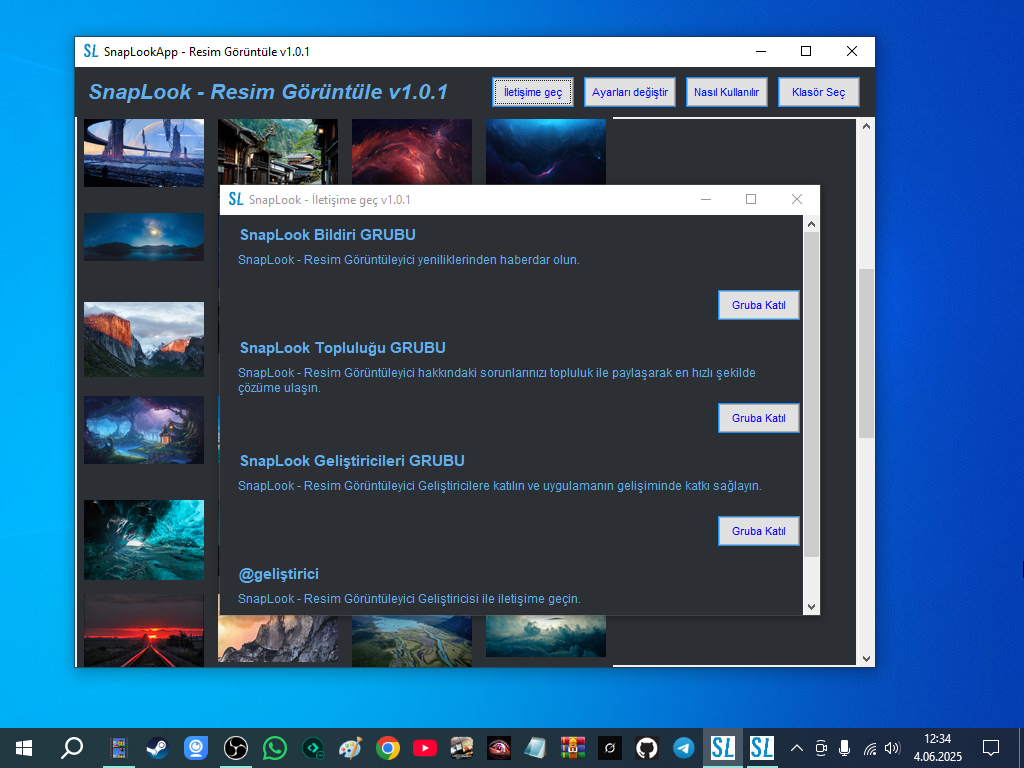 SL SnapLookApp - Resim Görüntüle v1.0.1
SnapLook - Resim Görüntüle v1.0.1
İletişime geç
Ayarları değiştir
Nasıl Kullanılır
Klasör Seç
SL SnapLook - İletişime geç v1.0.1
SnapLook Bildiri GRUBU
SnapLook - Resim Görüntüleyici yeniliklerinden haberdar olun.
Gruba Katıl
SnapLook Topluluğu GRUBU
SnapLook - Resim Görüntüleyici hakkındaki sorunlarınızı topluluk ile paylaşarak en hızlı şekilde
çözüme ulaşın.
Gruba Katıl
SnapLook Geliştiricileri GRUBU
SnapLook - Resim Görüntüleyici Geliştiricilere katılın ve uygulamanın gelişiminde katkı sağlayın.
Gruba Katıl
@geliştirici
SnapLook - Resim Görüntüleyici Geliştiricisi ile iletişime geçin.
SL
SL
12:34
4.06.2025